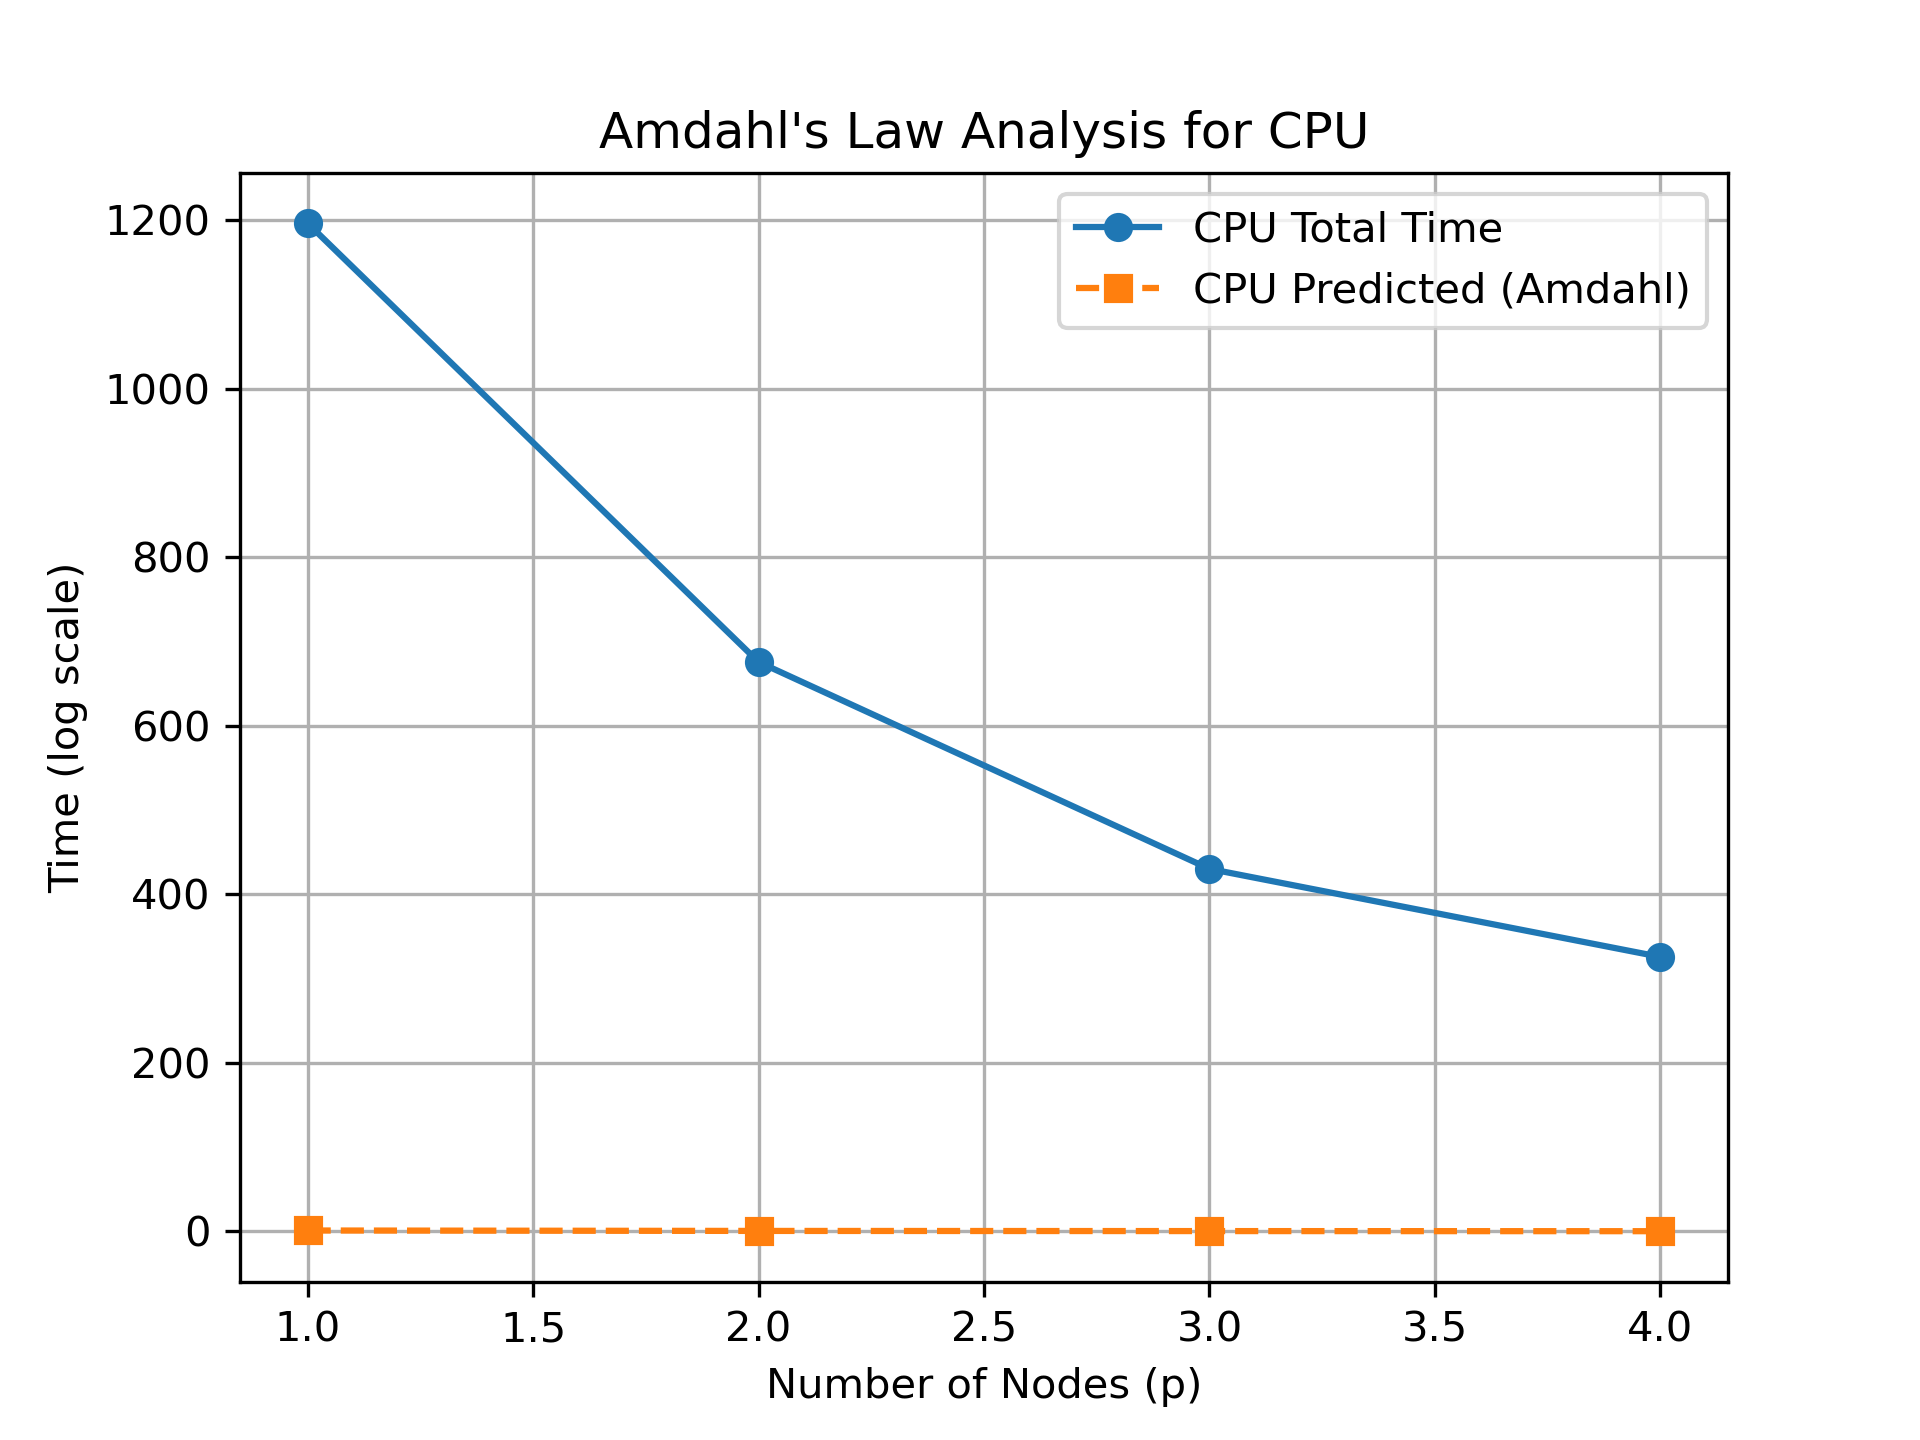 Amdahl's Law Analysis for CPU
CPU Total Time
CPU Predicted (Amdahl)
Time (log scale)
1200
1000
800
600
400
200
0
1.0 1.5 2.0 2.5 3.0 3.5 4.0
Number of Nodes (p)